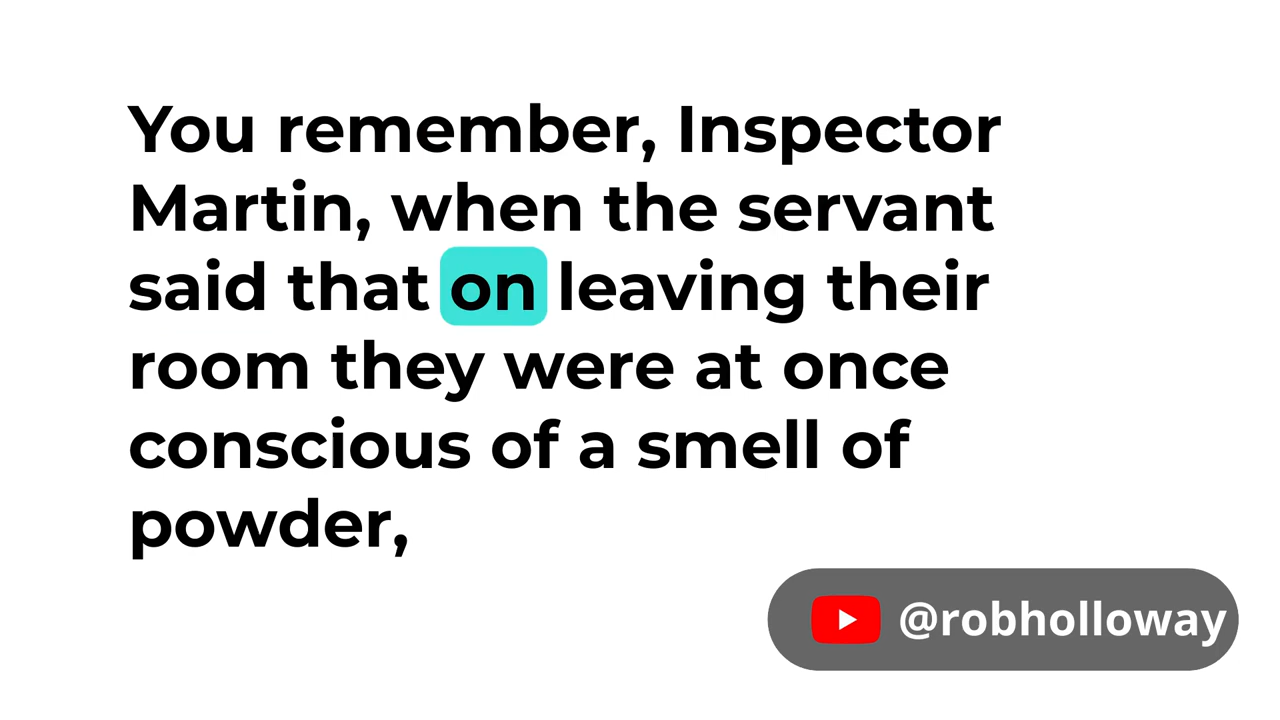 You remember, Inspector
Martin, when the servant
said that on leaving their
room they were at once
conscious of a smell of
powder,
@robholloway